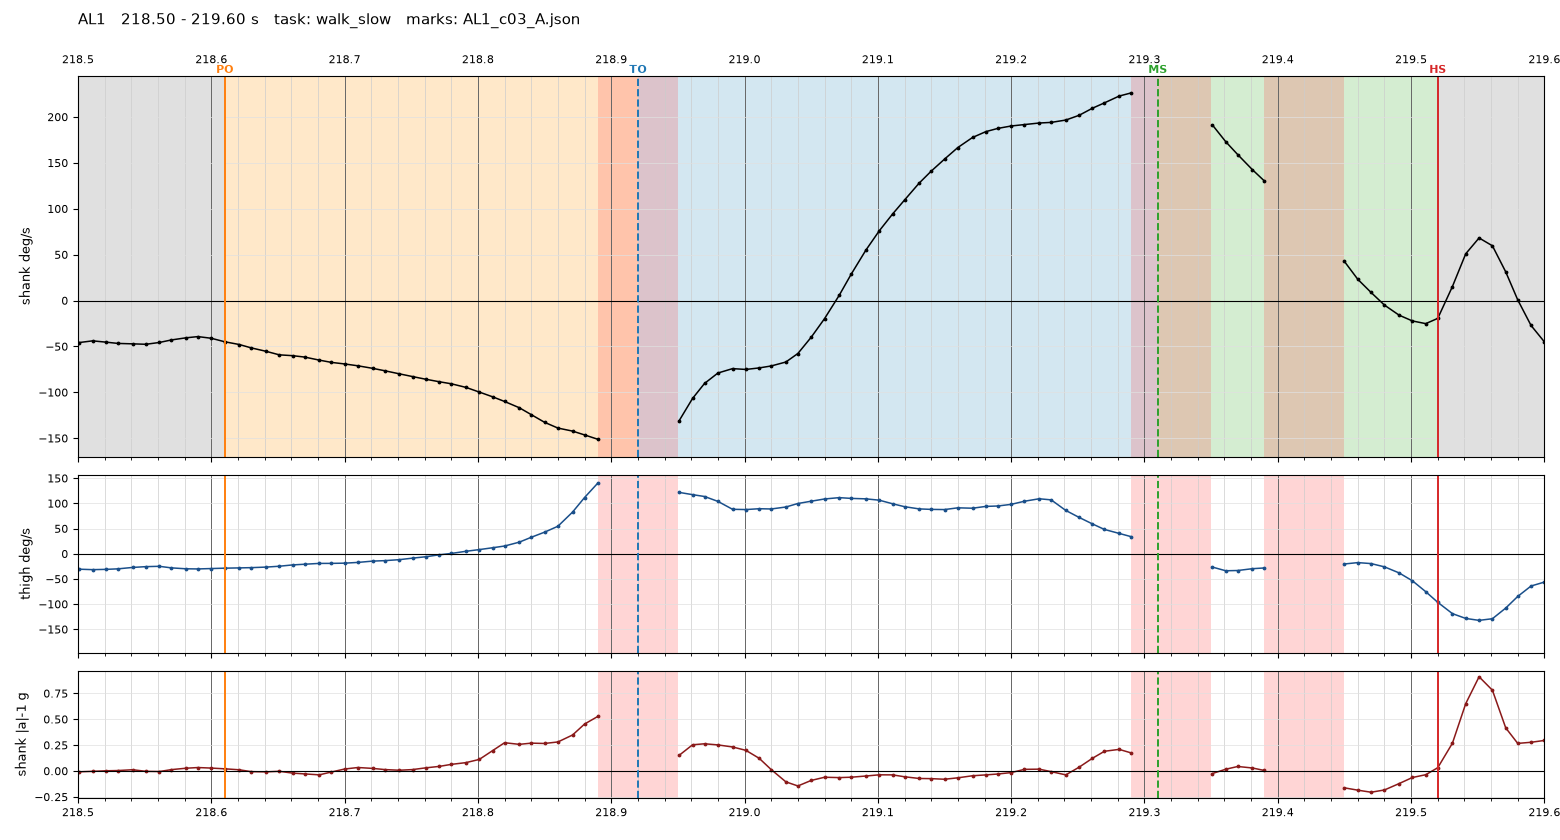 AL1   218.50 - 219.60 s   task: walk_slow   marks: AL1_c03_A.json
218.5 218.6 218.7 218.8 218.9 219.0 219.1 219.2 219.3 219.4 219.5 219.6
PO TO MS HS
200
150
100
50
0
−50
−100
−150
shank deg/s
150
100
50
0
−50
−100
−150
thigh deg/s
0.75
0.50
0.25
0.00
−0.25
shank |a|-1 g
218.5 218.6 218.7 218.8 218.9 219.0 219.1 219.2 219.3 219.4 219.5 219.6